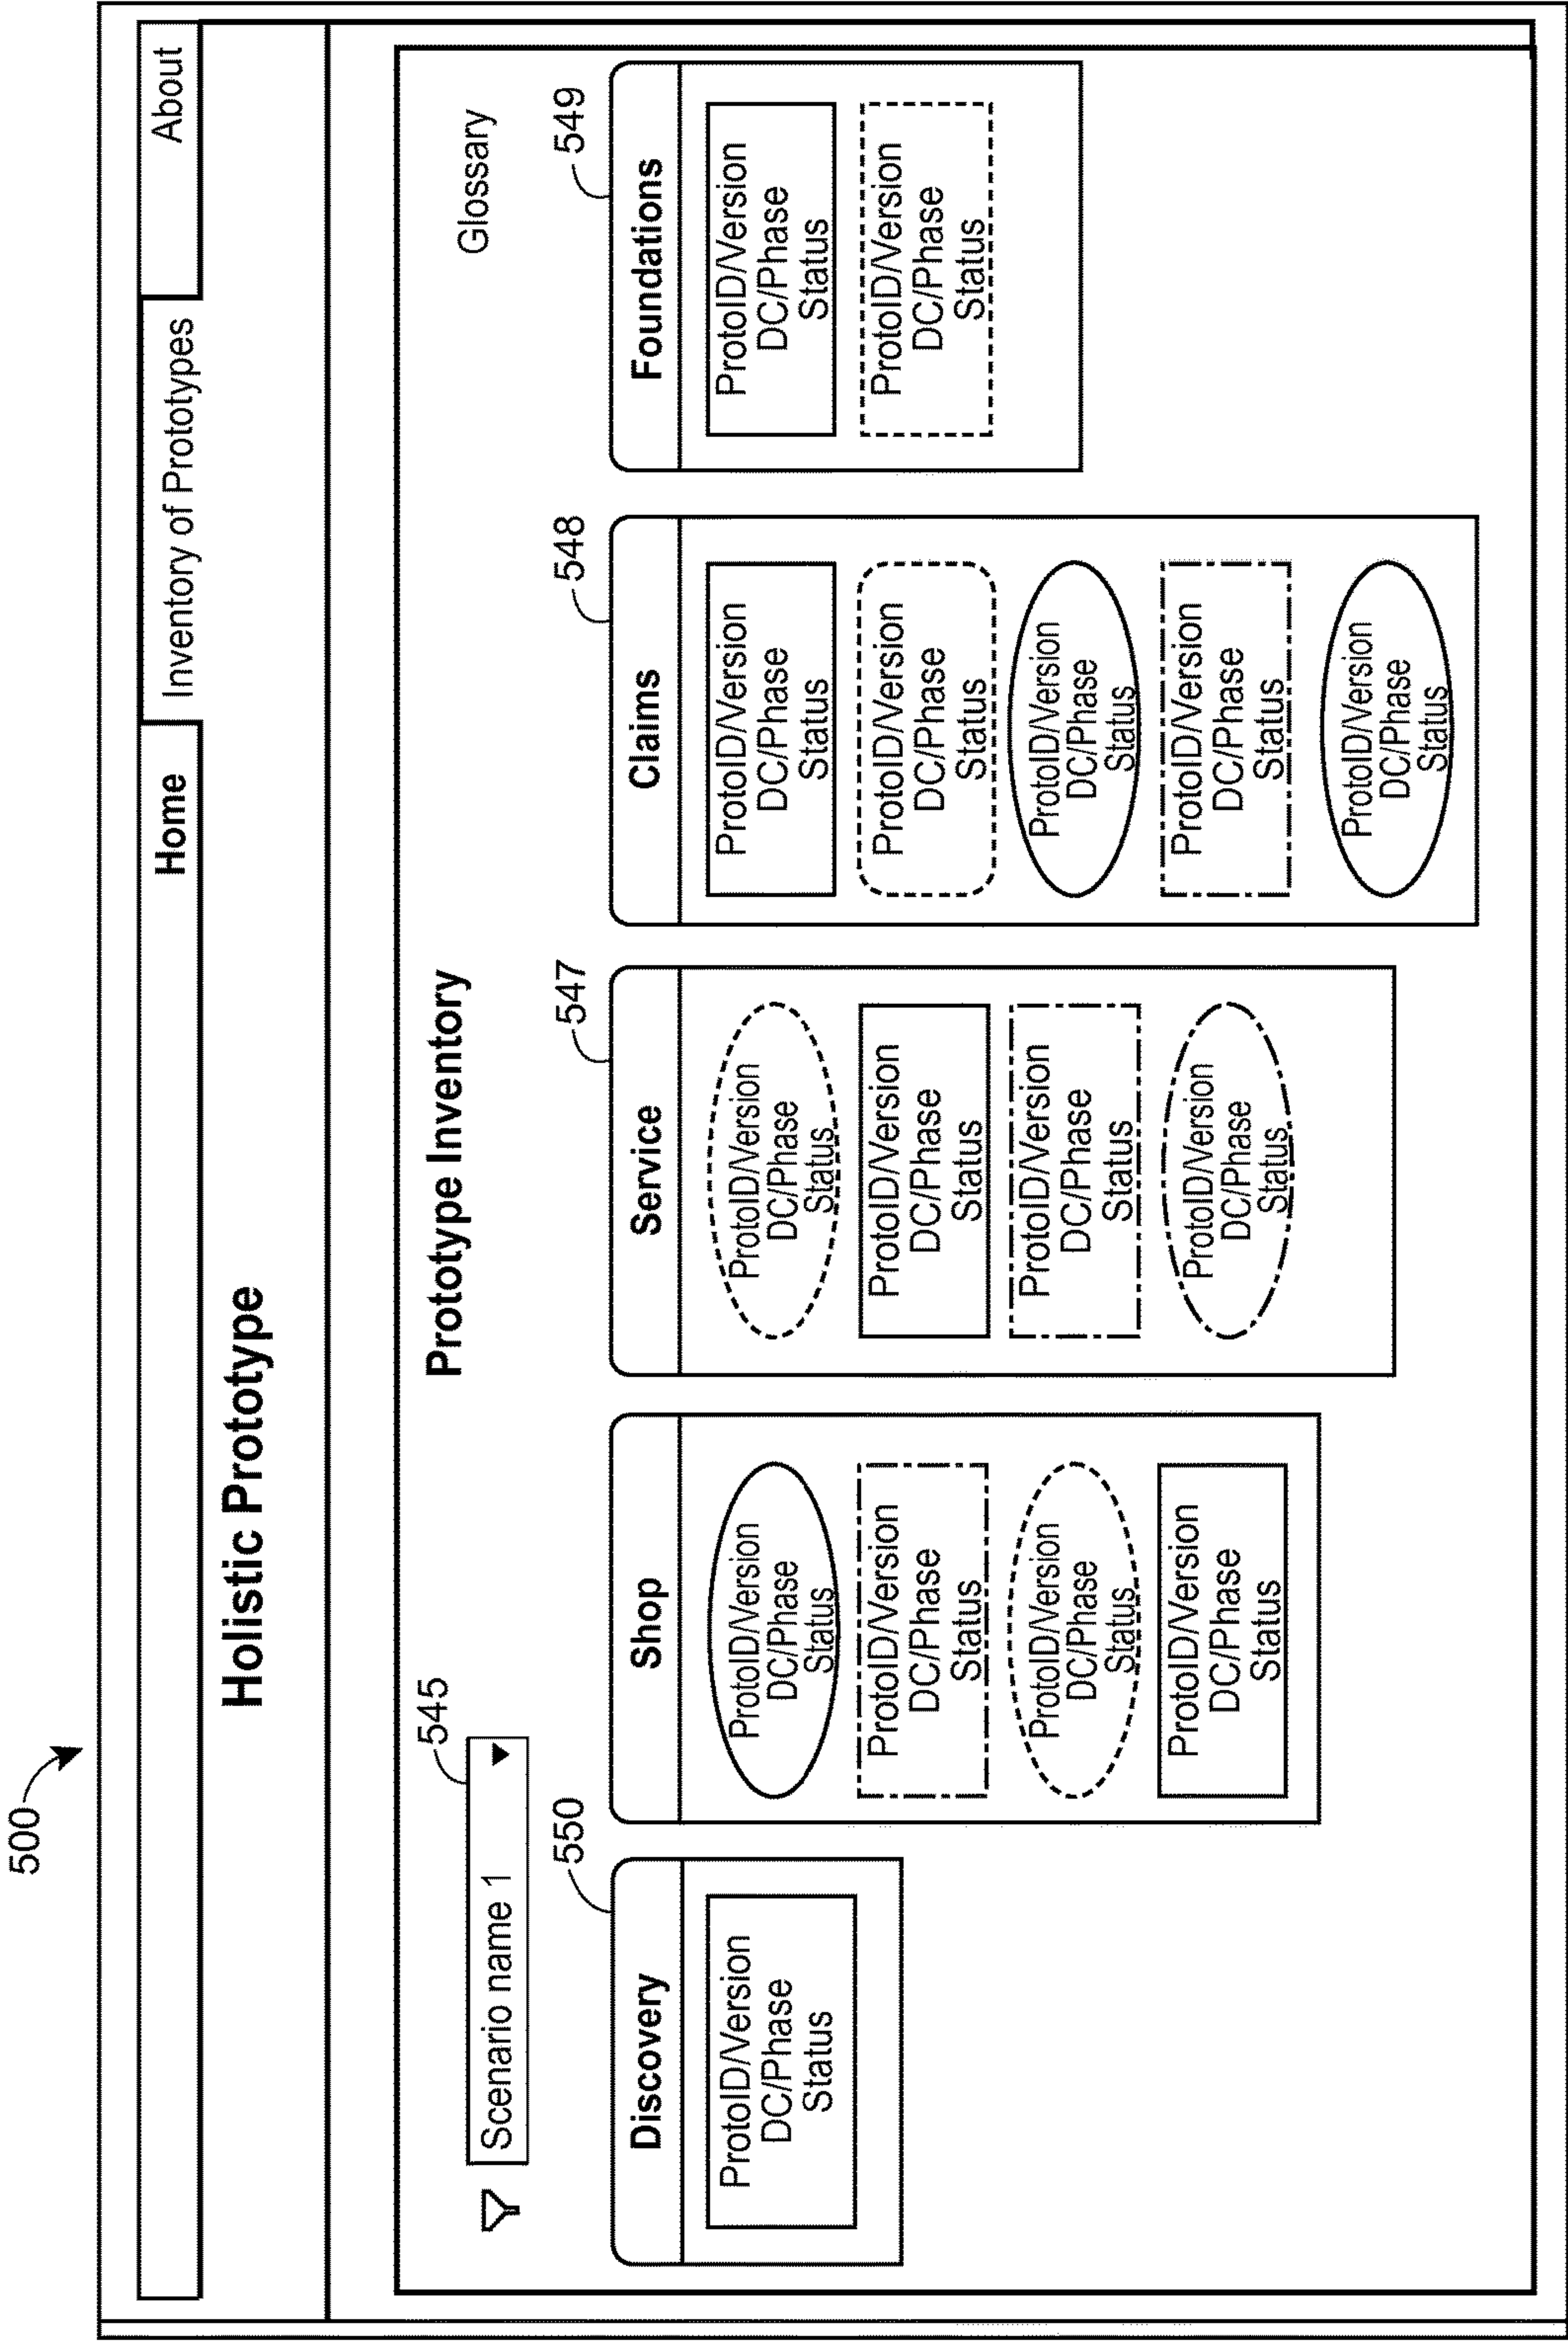 500
Home
Inventory of Prototypes
About
Holistic Prototype
Prototype Inventory
545
Scenario name 1
Glossary
550
Discovery
ProtoID/Version
DC/Phase
Status
Shop
ProtoID/Version
DC/Phase
Status
ProtoID/Version
DC/Phase
Status
ProtoID/Version
DC/Phase
Status
ProtoID/Version
DC/Phase
Status
547
Service
ProtoID/Version
DC/Phase
Status
ProtoID/Version
DC/Phase
Status
ProtoID/Version
DC/Phase
Status
ProtoID/Version
DC/Phase
Status
548
Claims
ProtoID/Version
DC/Phase
Status
ProtoID/Version
DC/Phase
Status
ProtoID/Version
DC/Phase
Status
ProtoID/Version
DC/Phase
Status
ProtoID/Version
DC/Phase
Status
549
Foundations
ProtoID/Version
DC/Phase
Status
ProtoID/Version
DC/Phase
Status